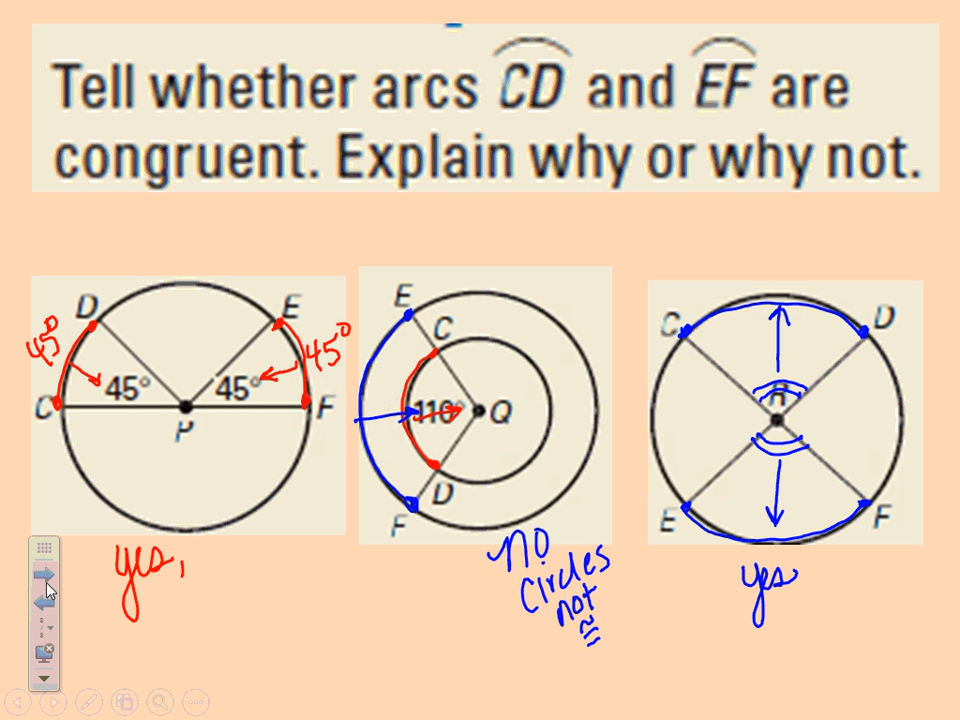 Tell whether arcs CD and EF are
congruent. Explain why or why not.
D
E
45°
45°
45°
45°
C
F
P
yes,
E
C
110°
Q
D
F
no
Circles
not
≅
C
D
R
E
F
yes